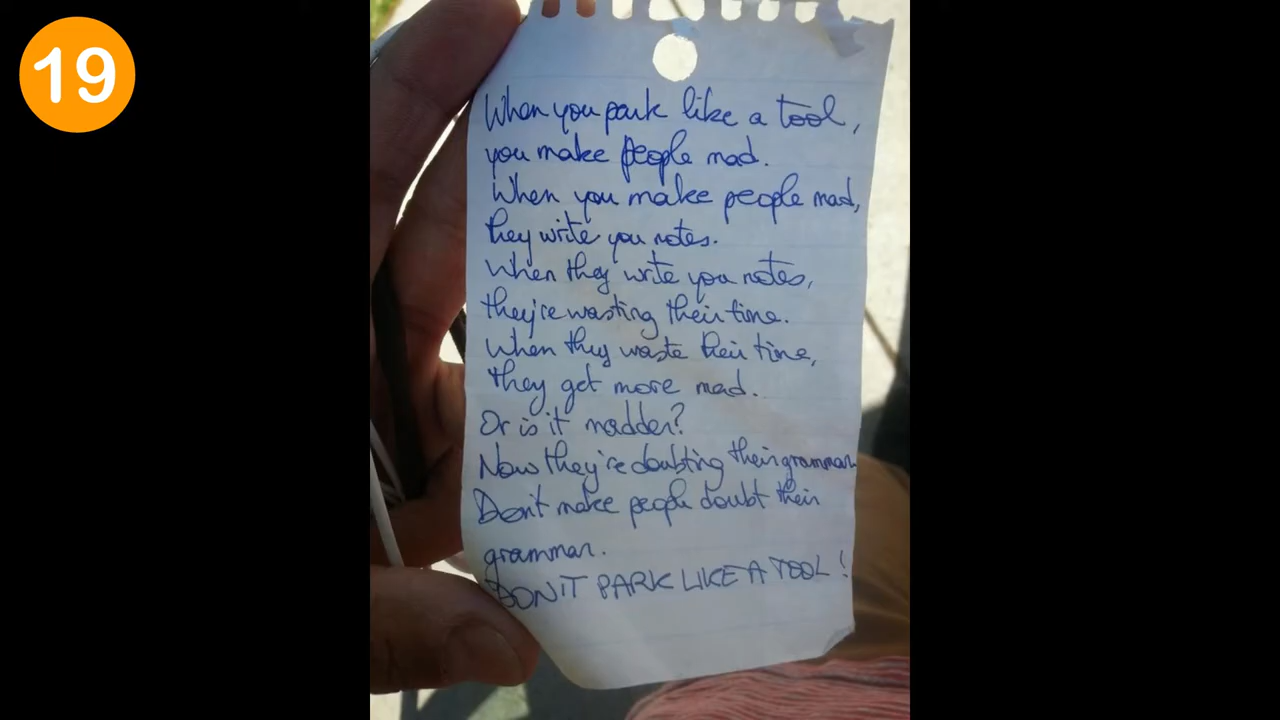 19
When you park like a tool,
you make people mad.
When you make people mad,
they write you notes.
When they write you notes,
they're wasting their time.
When they waste their time,
they get more mad.
Or is it madder?
Now they're doubting their grammar.
Don't make people doubt their
grammar.
DON'T PARK LIKE A TOOL!